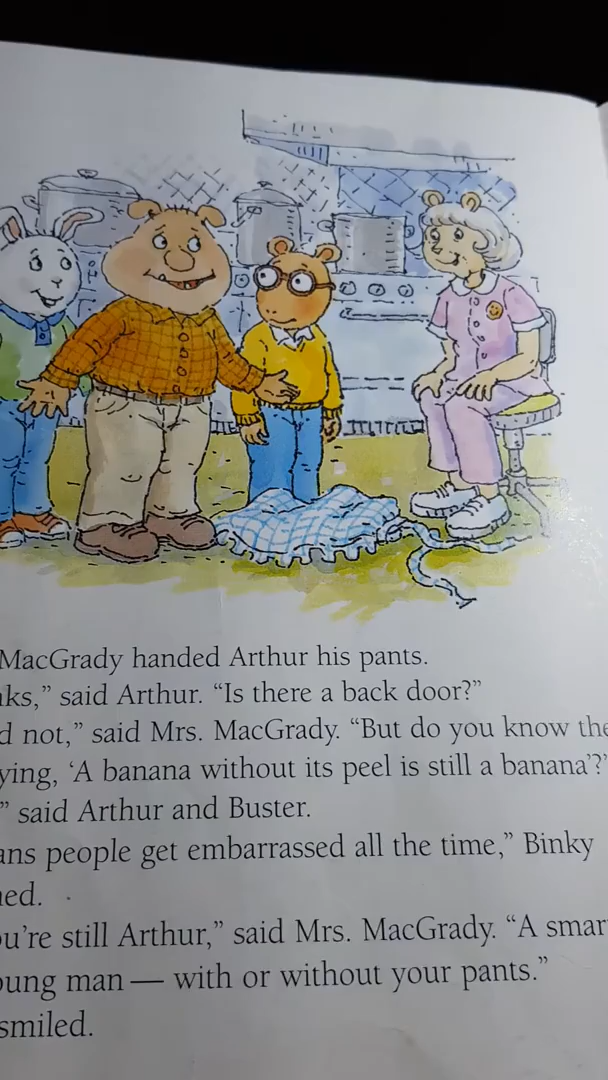 MacGrady handed Arthur his pants.
nks,” said Arthur. “Is there a back door?”
d not,” said Mrs. MacGrady. “But do you know the
ying, ‘A banana without its peel is still a banana’?”
” said Arthur and Buster.
ans people get embarrassed all the time,” Binky
ned.
ou’re still Arthur,” said Mrs. MacGrady. “A smar
oung man — with or without your pants.”
smiled.